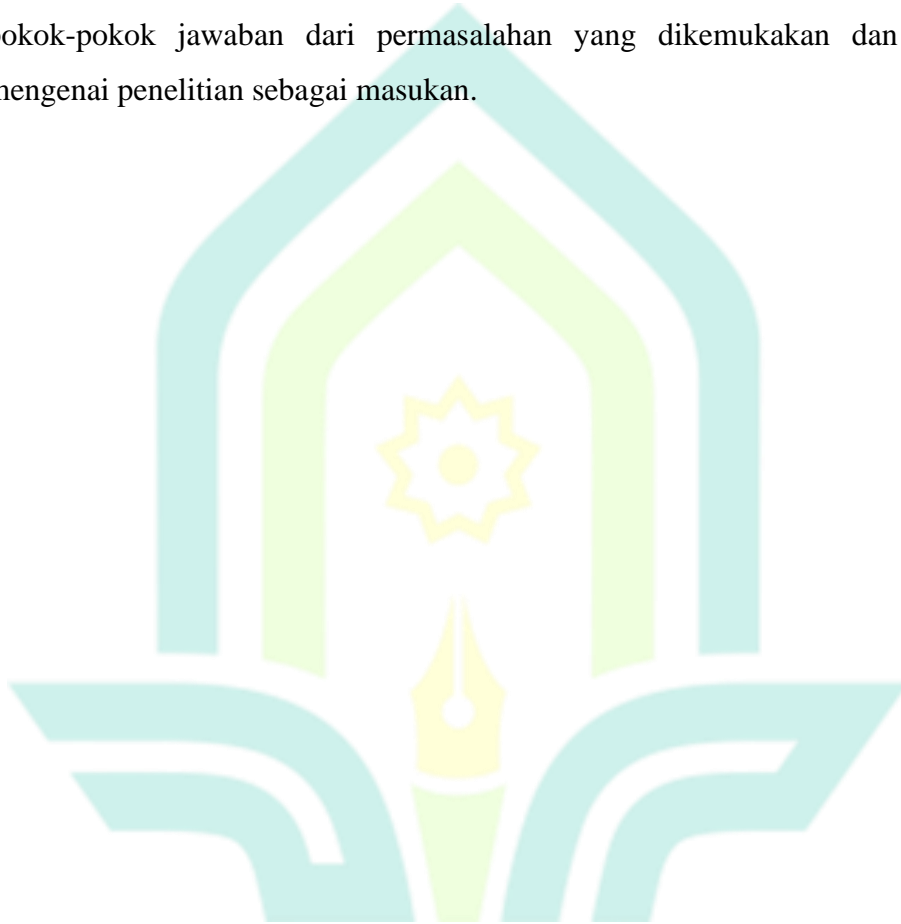 pokok-pokok jawaban dari permasalahan yang dikemukakan dan
mengenai penelitian sebagai masukan.